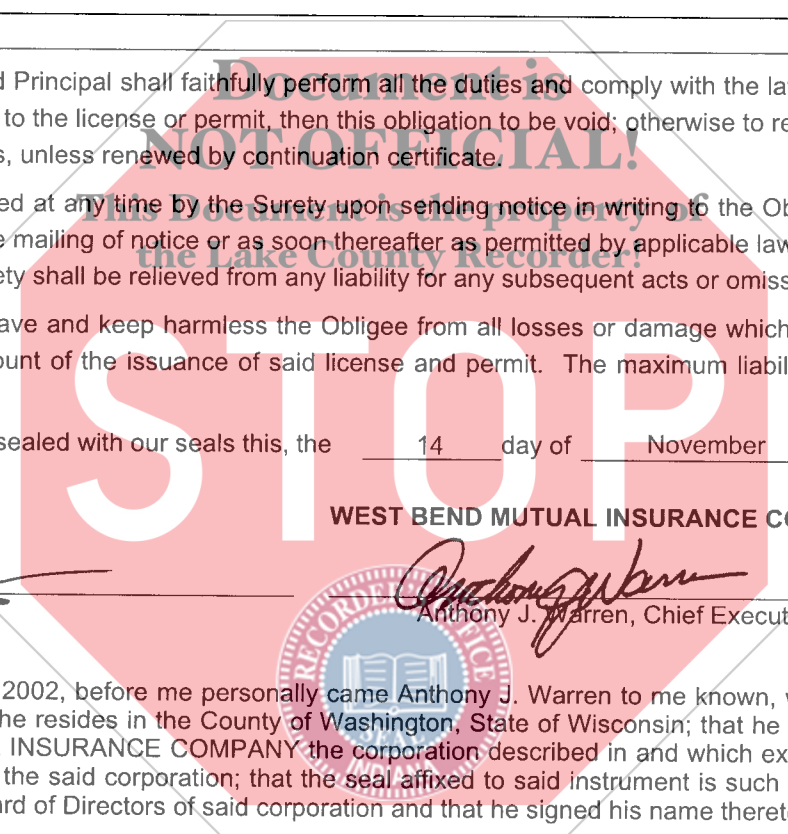 Document is
NOT OFFICIAL!
This Document is the property of
the Lake County Recorder!
STOP
d Principal shall faithfully perform all the duties and comply with the la
to the license or permit, then this obligation to be void; otherwise to re
s, unless renewed by continuation certificate.
ed at any time by the Surety upon sending notice in writing to the Ob
e mailing of notice or as soon thereafter as permitted by applicable law
ety shall be relieved from any liability for any subsequent acts or omiss
ave and keep harmless the Obligee from all losses or damage which
ount of the issuance of said license and permit. The maximum liabil
sealed with our seals this, the 14 day of November
WEST BEND MUTUAL INSURANCE CO
Anthony J Warren
Anthony J. Warren, Chief Execut
RECORDER'S OFFICE
SEAL
INDIANA
2002, before me personally came Anthony J. Warren to me known,
he resides in the County of Washington, State of Wisconsin; that he
INSURANCE COMPANY the corporation described in and which ex
the said corporation; that the seal affixed to said instrument is such
ard of Directors of said corporation and that he signed his name theret